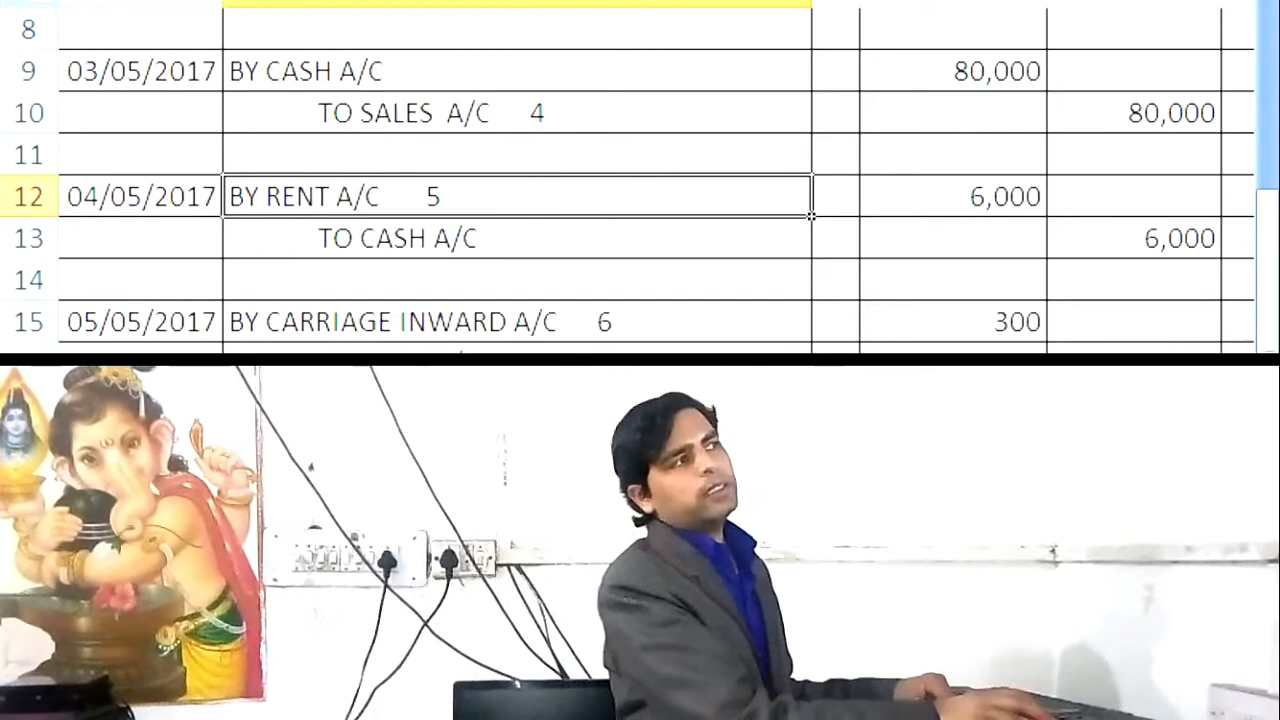 8
9 03/05/2017 BY CASH A/C 80,000
10 TO SALES A/C 4 80,000
11
12 04/05/2017 BY RENT A/C 5 6,000
13 TO CASH A/C 6,000
14
15 05/05/2017 BY CARRIAGE INWARD A/C 6 300